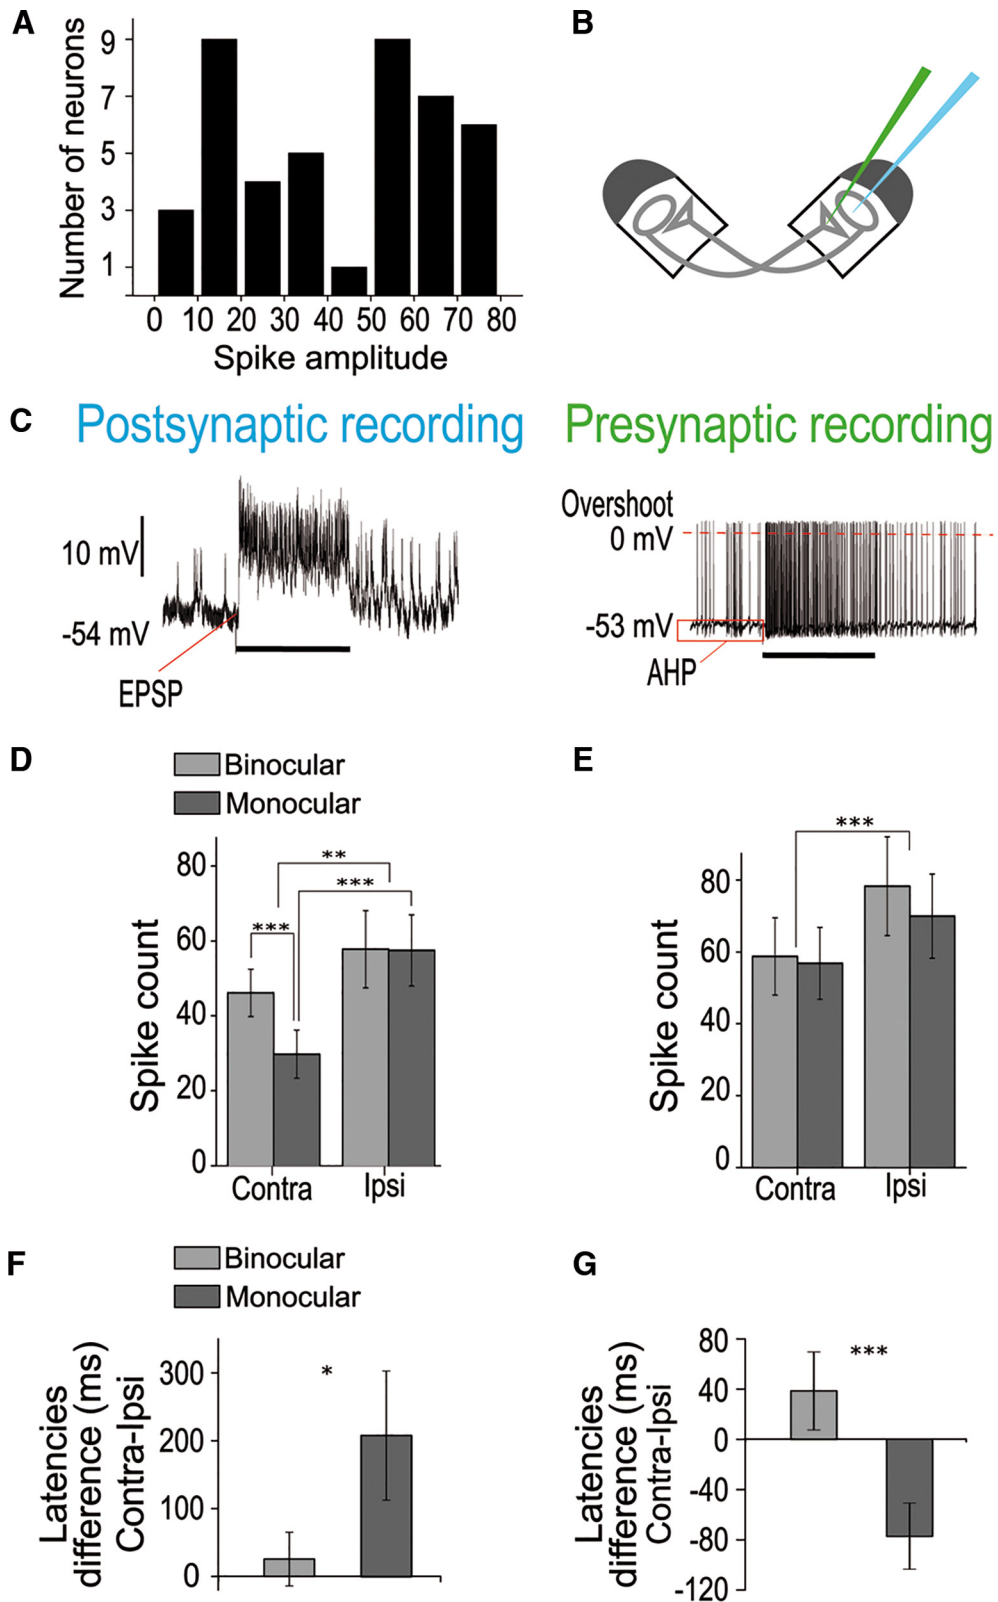 A
Number of neurons
9
7
5
3
1
0 10 20 30 40 50 60 70 80
Spike amplitude
B
C
Postsynaptic recording
10 mV
-54 mV
EPSP
Presynaptic recording
Overshoot
0 mV
-53 mV
AHP
D
Binocular
Monocular
Spike count
80
60
40
20
0
**
***
***
Contra Ipsi
E
Spike count
80
60
40
20
0
***
Contra Ipsi
F
Binocular
Monocular
Latencies
difference (ms)
Contra-Ipsi
300
200
100
0
*
G
Latencies
difference (ms)
Contra-Ipsi
80
40
0
-40
-80
-120
***